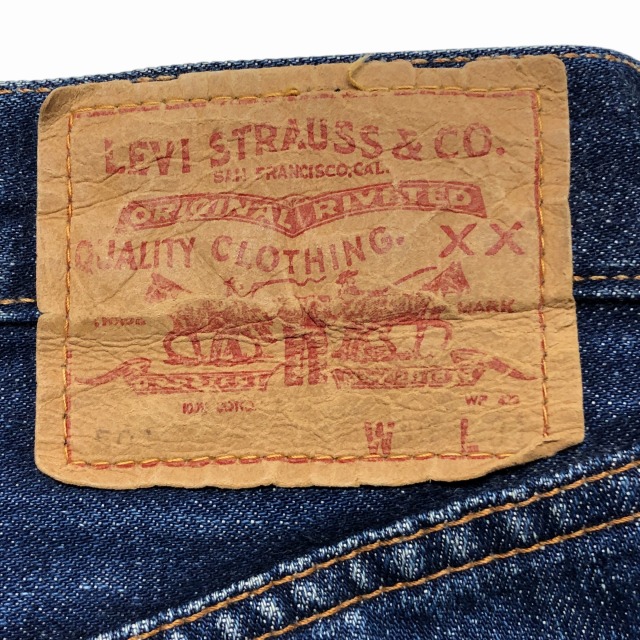 LEVI STRAUSS & CO.
SAN FRANCISCO, CAL.
ORIGINAL RIVETED
QUALITY CLOTHING. XX
MARK
W L